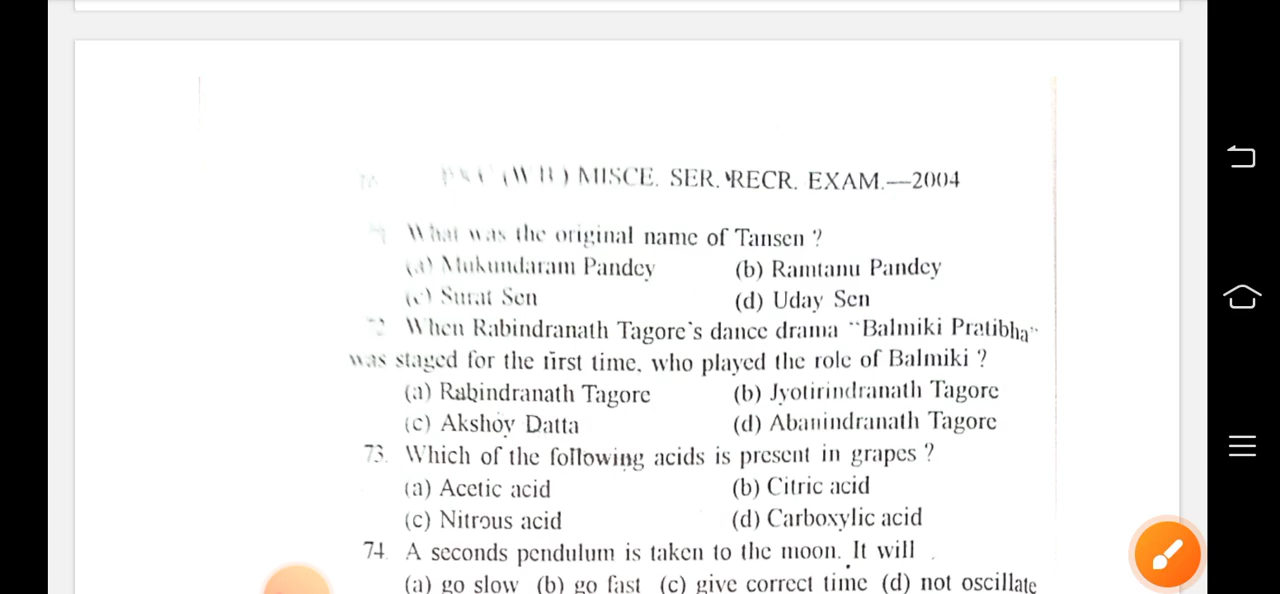 (W B) MISCE. SER. RECR. EXAM.—2004
What was the original name of Tansen ?
(a) Mukundaram Pandey (b) Ramtanu Pandey
(c) Surat Sen (d) Uday Sen
When Rabindranath Tagore's dance drama "Balmiki Pratibha"
was staged for the first time, who played the role of Balmiki ?
(a) Rabindranath Tagore (b) Jyotirindranath Tagore
(c) Akshoy Datta (d) Abanindranath Tagore
73. Which of the following acids is present in grapes ?
(a) Acetic acid (b) Citric acid
(c) Nitrous acid (d) Carboxylic acid
74. A seconds pendulum is taken to the moon. It will
(a) go slow (b) go fast (c) give correct time (d) not oscillate